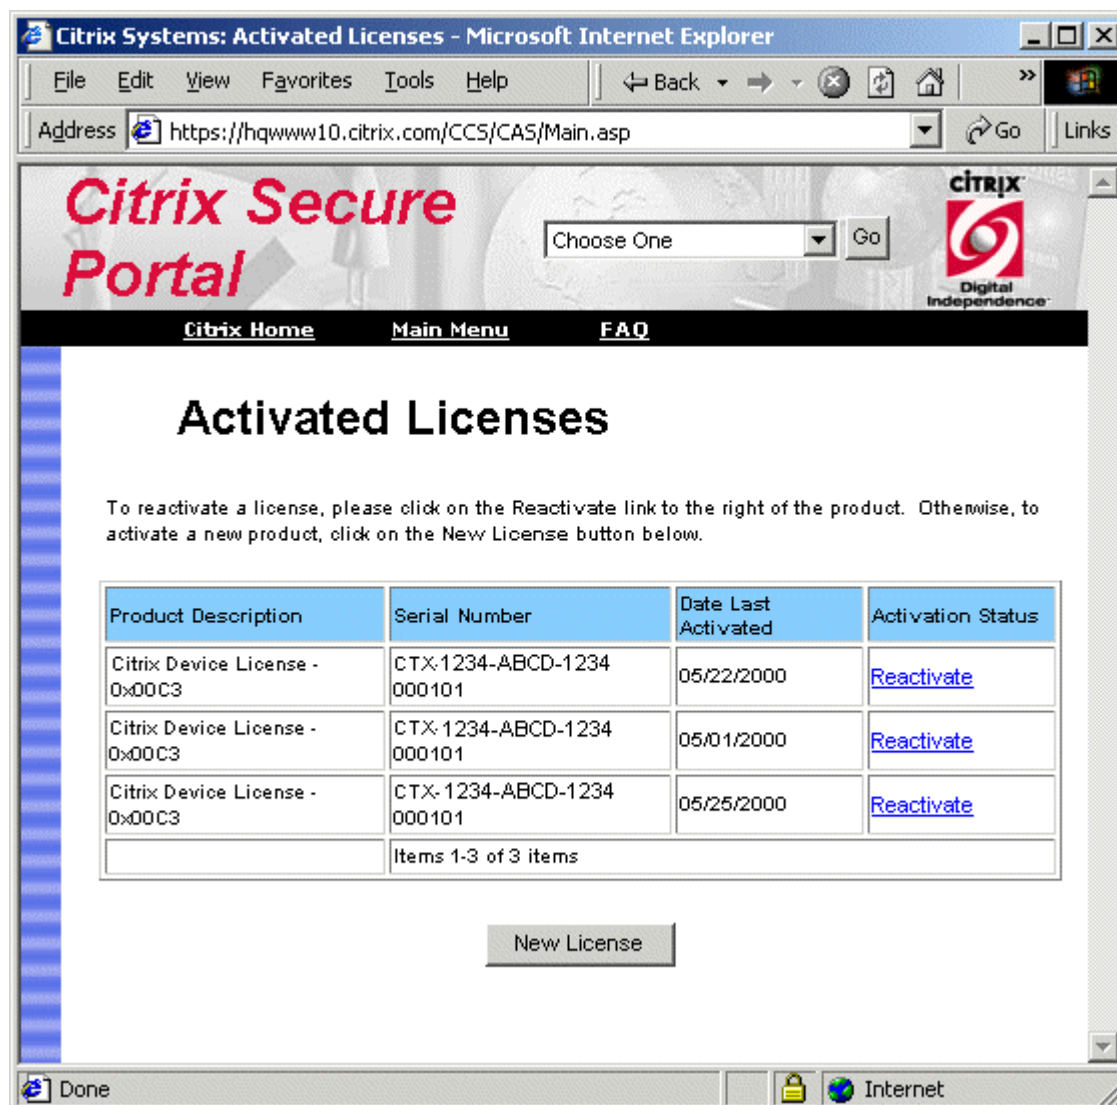 Citrix Systems: Activated Licenses - Microsoft Internet Explorer
File Edit View Favorites Tools Help Back »
Address https://hqwww10.citrix.com/CCS/CAS/Main.asp Go Links
Citrix Secure
Portal
Choose One Go
CİTRIX
Digital
Independence
Citrix Home Main Menu FAQ
Activated Licenses
To reactivate a license, please click on the Reactivate link to the right of the product. Otherwise, to
activate a new product, click on the New License button below.
Product Description Serial Number Date Last Activated Activation Status
Citrix Device License - 0x00C3 CTX-1234-ABCD-1234 000101 05/22/2000 Reactivate
Citrix Device License - 0x00C3 CTX-1234-ABCD-1234 000101 05/01/2000 Reactivate
Citrix Device License - 0x00C3 CTX-1234-ABCD-1234 000101 05/25/2000 Reactivate
Items 1-3 of 3 items
New License
Done Internet